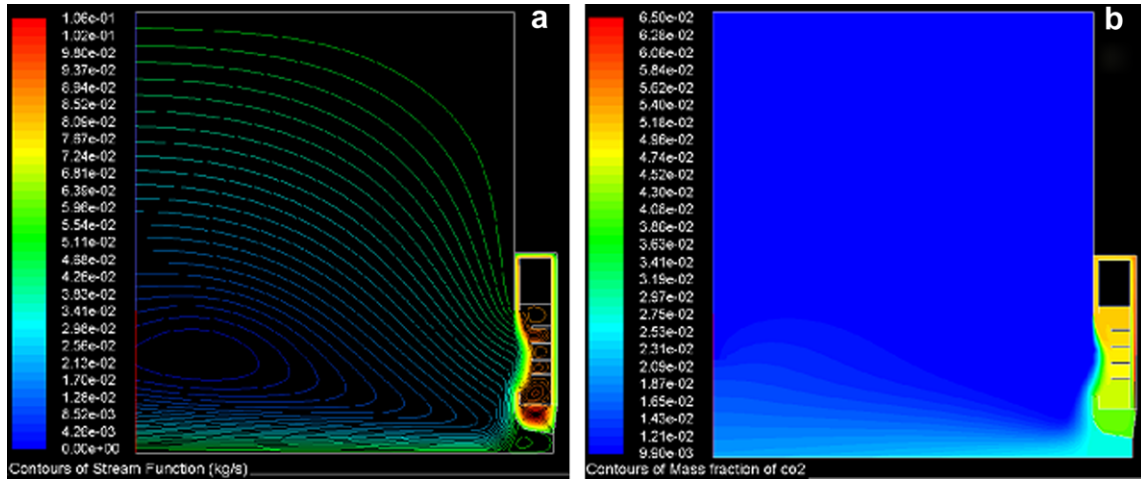 1.06e-01
1.02e-01
9.80e-02
9.37e-02
8.94e-02
8.52e-02
8.09e-02
7.67e-02
7.24e-02
6.81e-02
6.39e-02
5.96e-02
5.54e-02
5.11e-02
4.68e-02
4.26e-02
3.83e-02
3.41e-02
2.98e-02
2.56e-02
2.13e-02
1.70e-02
1.28e-02
8.52e-03
4.26e-03
0.00e+00
Contours of Stream Function (kg/s)
a
6.50e-02
6.28e-02
6.06e-02
5.84e-02
5.62e-02
5.40e-02
5.18e-02
4.96e-02
4.74e-02
4.52e-02
4.30e-02
4.08e-02
3.86e-02
3.63e-02
3.41e-02
3.19e-02
2.97e-02
2.75e-02
2.53e-02
2.31e-02
2.09e-02
1.87e-02
1.65e-02
1.43e-02
1.21e-02
9.90e-03
Contours of Mass fraction of co2
b